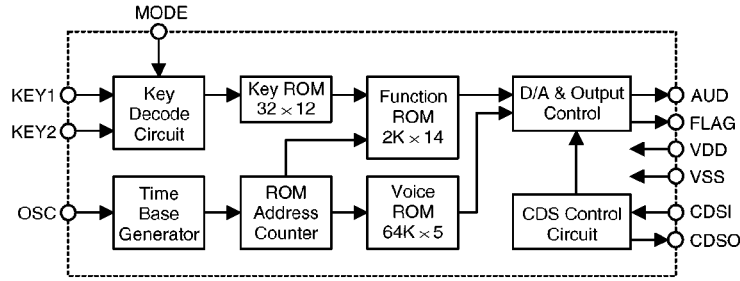 MODE
KEY1
KEY2
OSC
Key
Decode
Circuit
Key ROM
32 × 12
Function
ROM
2K × 14
D/A & Output
Control
Time
Base
Generator
ROM
Address
Counter
Voice
ROM
64K × 5
CDS Control
Circuit
AUD
FLAG
VDD
VSS
CDSI
CDSO